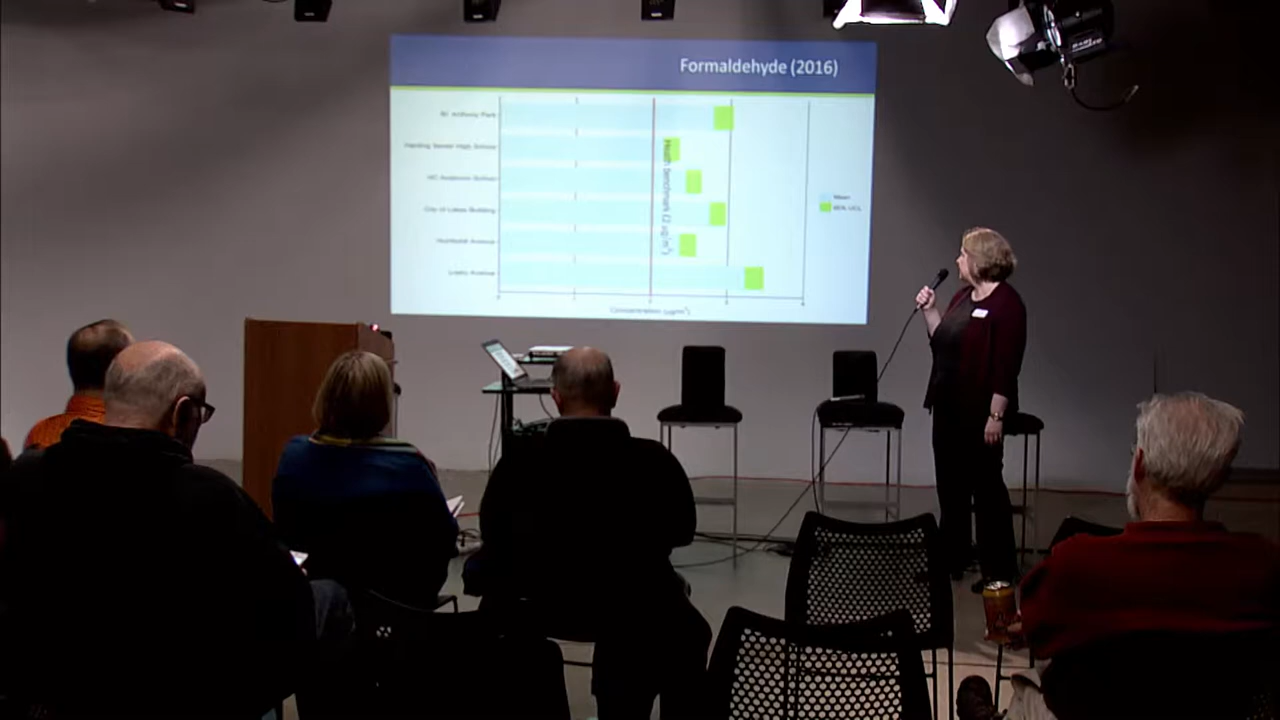 Formaldehyde (2016)
St. Anthony Park
Harding Senior High School
HC Anderson School
City of Lakes Building
Humboldt Avenue
Lowry Avenue
Health benchmark (2 µg/m³)
Mean
95% UCL
Concentration (µg/m³)